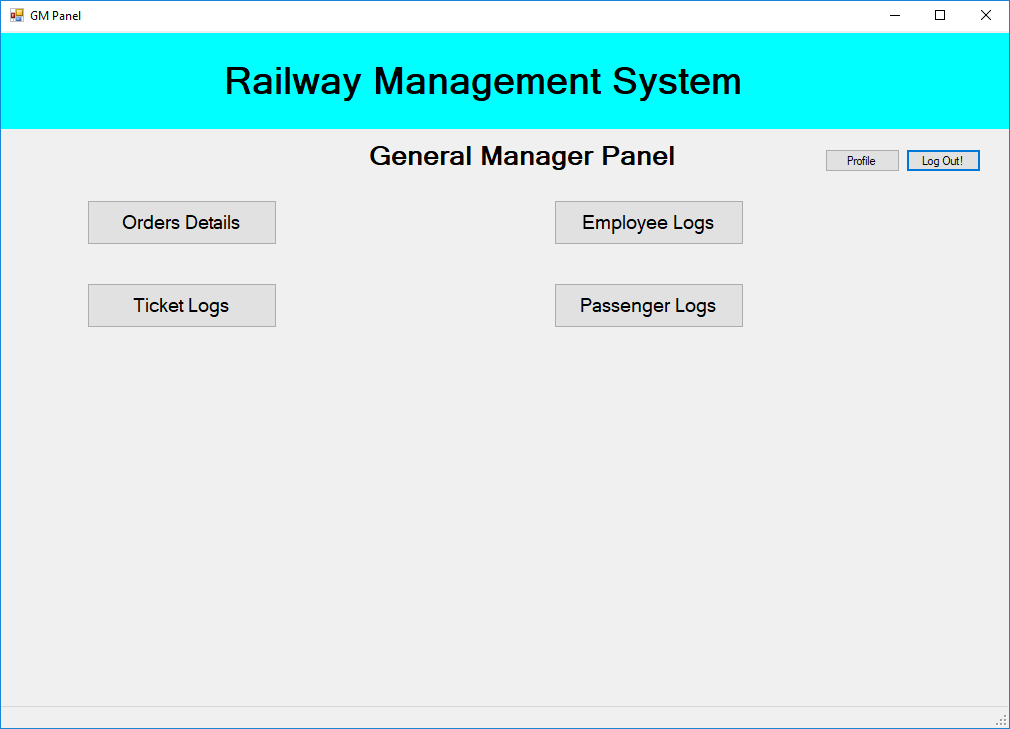 GM Panel
Railway Management System
General Manager Panel
Profile
Log Out!
Orders Details
Employee Logs
Ticket Logs
Passenger Logs